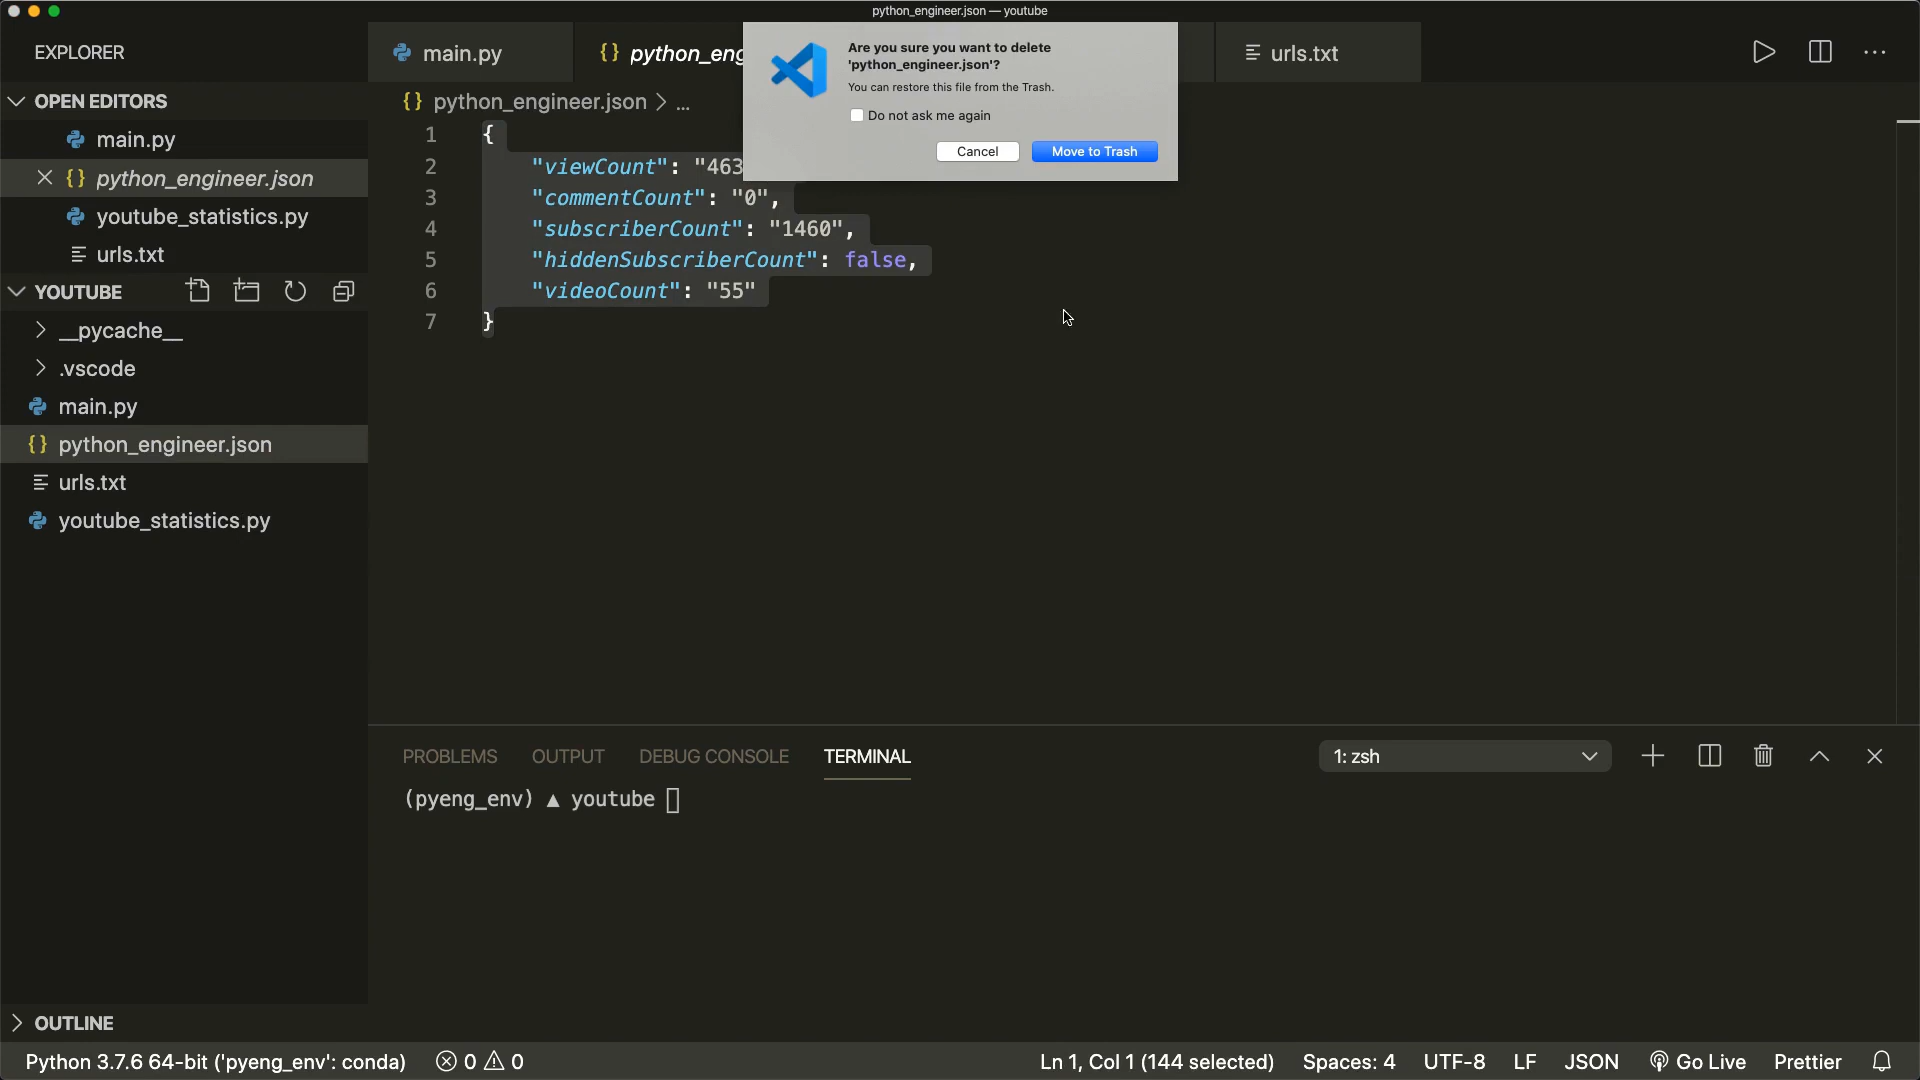 python_engineer.json — youtube
EXPLORER
main.py
python_eng
urls.txt
Are you sure you want to delete
'python_engineer.json'?
You can restore this file from the Trash.
Do not ask me again
Cancel
Move to Trash
OPEN EDITORS
main.py
python_engineer.json
youtube_statistics.py
urls.txt
YOUTUBE
__pycache__
.vscode
main.py
python_engineer.json
urls.txt
youtube_statistics.py
OUTLINE
python_engineer.json > ...
1 {
2 "viewCount": "463
3 "commentCount": "0",
4 "subscriberCount": "1460",
5 "hiddenSubscriberCount": false,
6 "videoCount": "55"
7 }
PROBLEMS OUTPUT DEBUG CONSOLE TERMINAL
1: zsh
(pyeng_env) ▲ youtube
Python 3.7.6 64-bit ('pyeng_env': conda) 0 0
Ln 1, Col 1 (144 selected) Spaces: 4 UTF-8 LF JSON Go Live Prettier